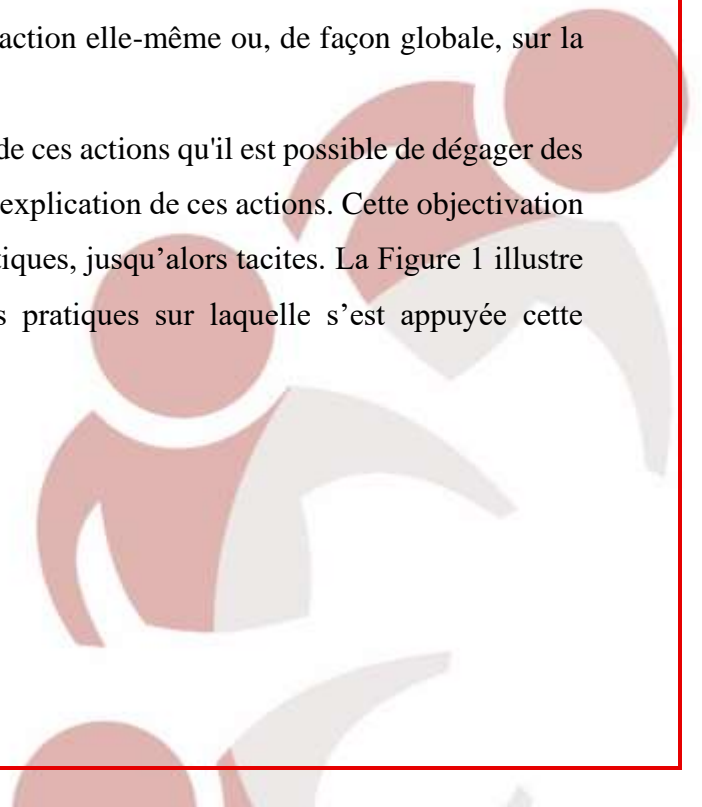 action elle-même ou, de façon globale, sur la
de ces actions qu'il est possible de dégager des
explication de ces actions. Cette objectivation
tiques, jusqu’alors tacites. La Figure 1 illustre
s pratiques sur laquelle s’est appuyée cette